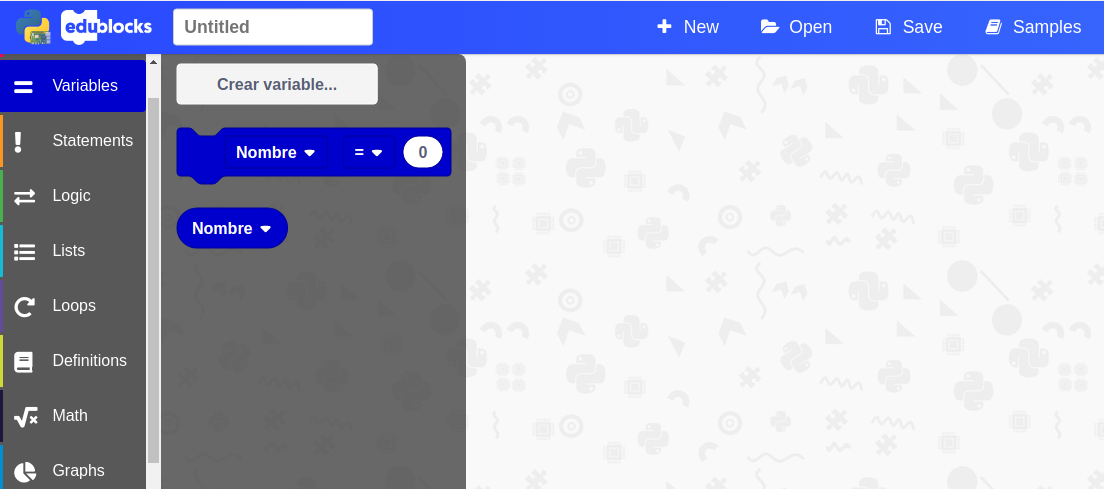 edublocks
Untitled
New
Open
Save
Samples
Variables
Statements
Logic
Lists
Loops
Definitions
Math
Graphs
Crear variable...
Nombre = 0
Nombre